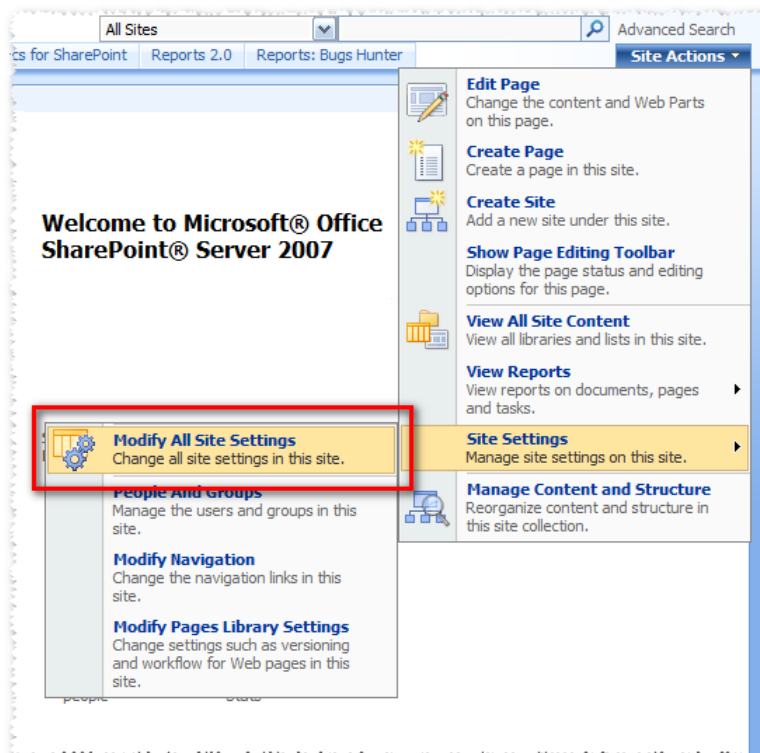 All Sites
Advanced Search
cs for SharePoint Reports 2.0 Reports: Bugs Hunter
Site Actions
Edit Page
Change the content and Web Parts
on this page.
Create Page
Create a page in this site.
Create Site
Add a new site under this site.
Show Page Editing Toolbar
Display the page status and editing
options for this page.
View All Site Content
View all libraries and lists in this site.
View Reports
View reports on documents, pages
and tasks.
Site Settings
Manage site settings on this site.
Manage Content and Structure
Reorganize content and structure in
this site collection.
Welcome to Microsoft® Office
SharePoint® Server 2007
Modify All Site Settings
Change all site settings in this site.
People And Groups
Manage the users and groups in this
site.
Modify Navigation
Change the navigation links in this
site.
Modify Pages Library Settings
Change settings such as versioning
and workflow for Web pages in this
site.